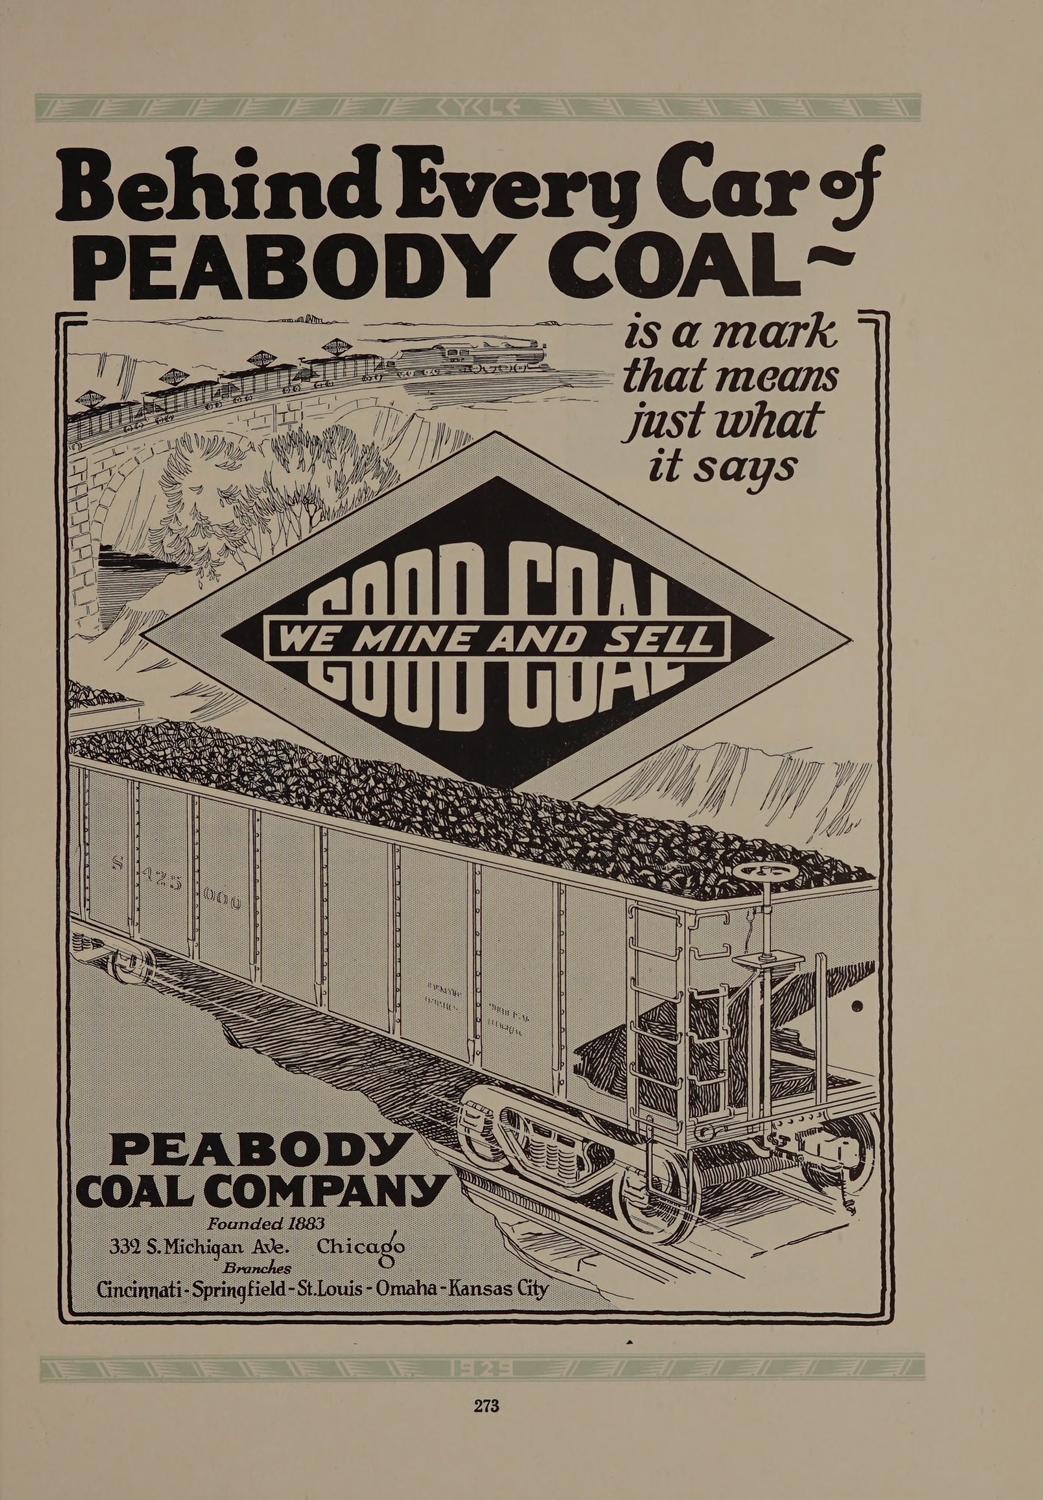 CYCLE
Behind Every Car of
PEABODY COAL~
is a mark
that means
just what
it says
GOOD COAL
WE MINE AND SELL
GOOD COAL
S 425 000
PEABODY
COAL COMPANY
Founded 1883
332 S. Michigan Ave. Chicago
Branches
Cincinnati - Springfield - St. Louis - Omaha - Kansas City
1929
273